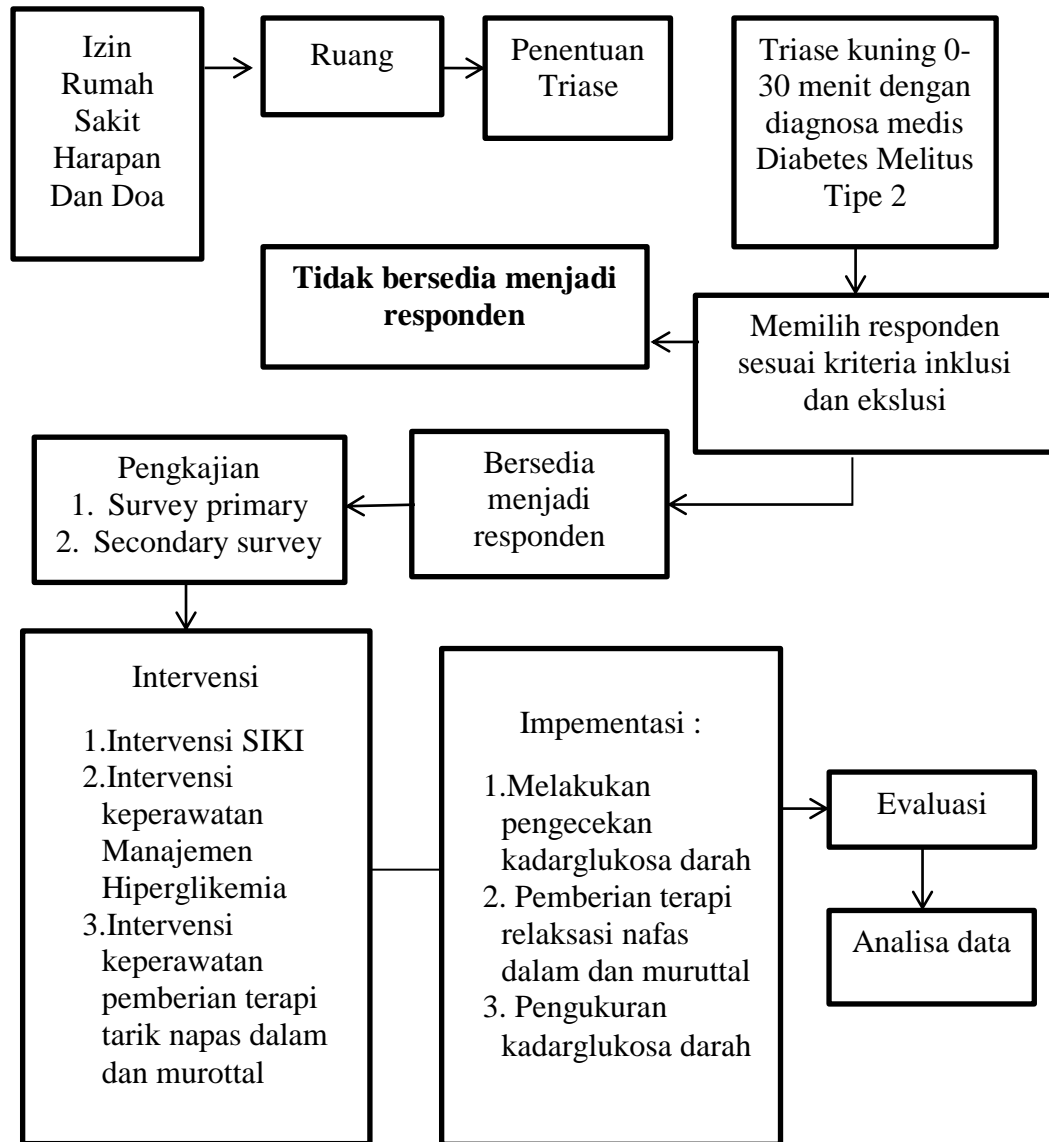 Izin
Rumah
Sakit
Harapan
Dan Doa
Ruang
Penentuan
Triase
Triase kuning 0-
30 menit dengan
diagnosa medis
Diabetes Melitus
Tipe 2
Tidak bersedia menjadi
responden
Memilih responden
sesuai kriteria inklusi
dan ekslusi
Bersedia
menjadi
responden
Pengkajian
1. Survey primary
2. Secondary survey
Intervensi
1.Intervensi SIKI
2.Intervensi
keperawatan
Manajemen
Hiperglikemia
3.Intervensi
keperawatan
pemberian terapi
tarik napas dalam
dan murottal
Impementasi :
1.Melakukan
pengecekan
kadarglukosa darah
2. Pemberian terapi
relaksasi nafas
dalam dan muruttal
3. Pengukuran
kadarglukosa darah
Evaluasi
Analisa data